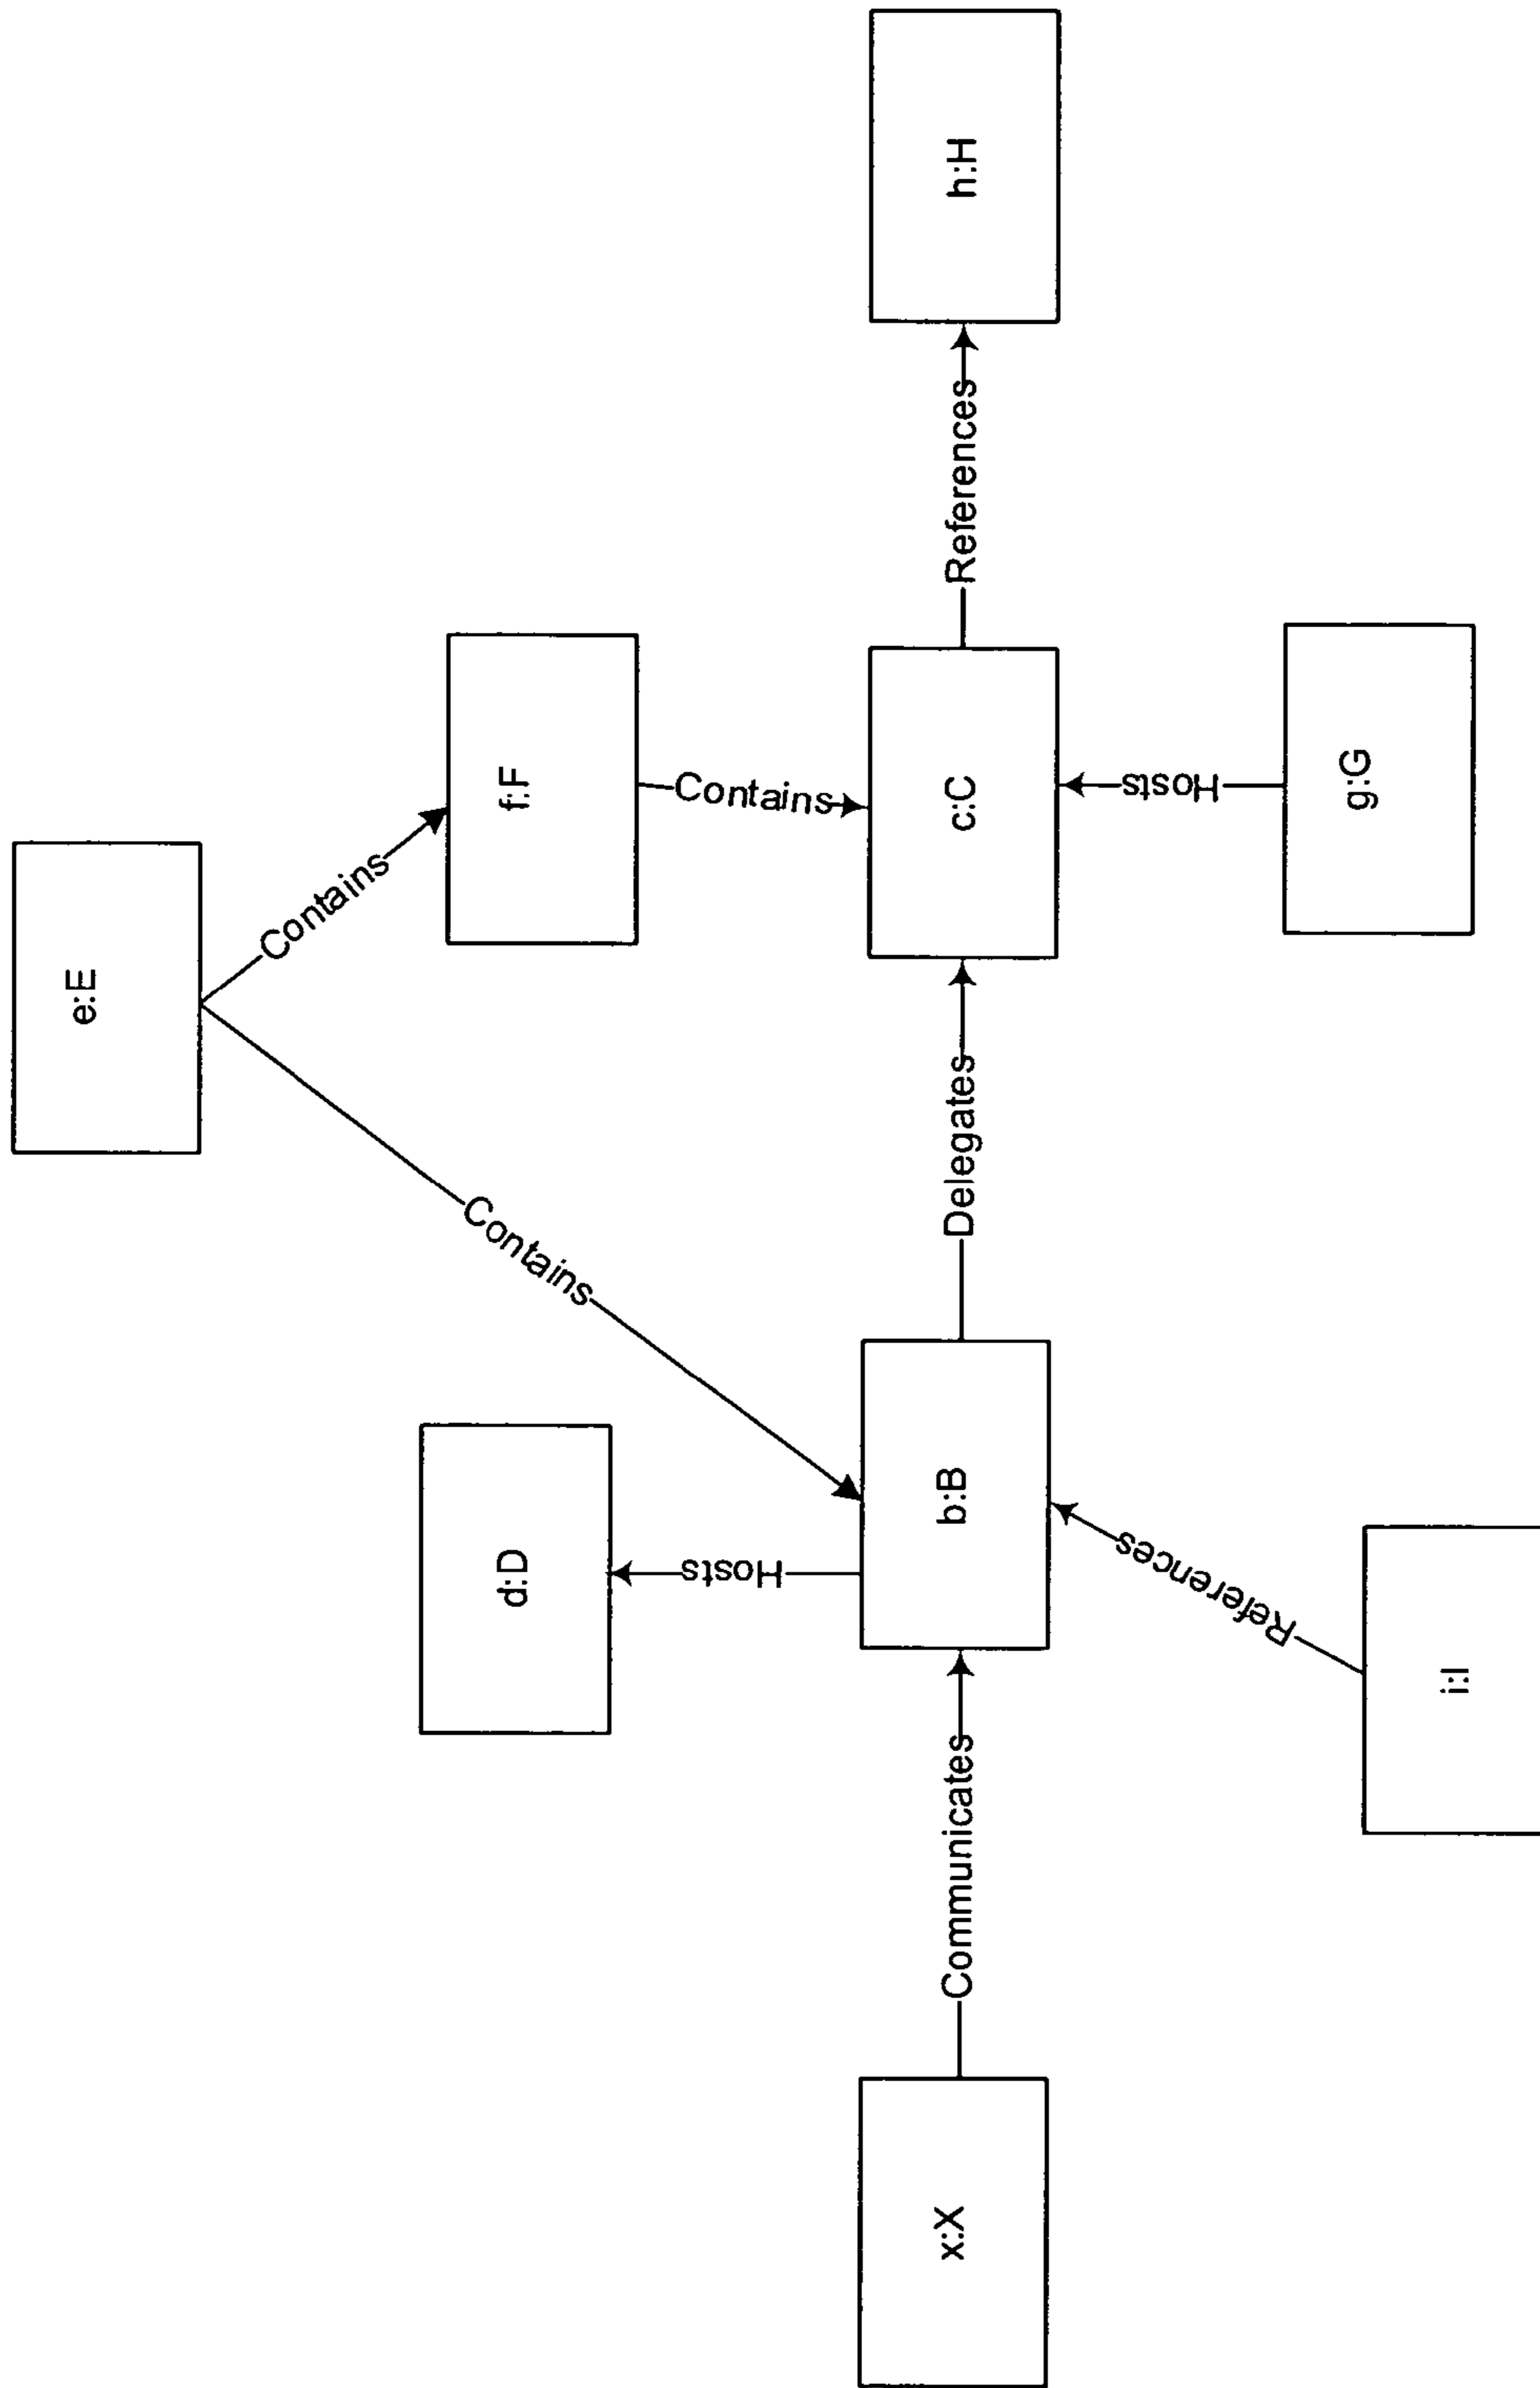 e:E
Contains
Contains
d:D
f:F
Hosts
Contains
x:X
Communicates
b:B
Delegates
c:C
References
h:H
References
Hosts
i:I
g:G